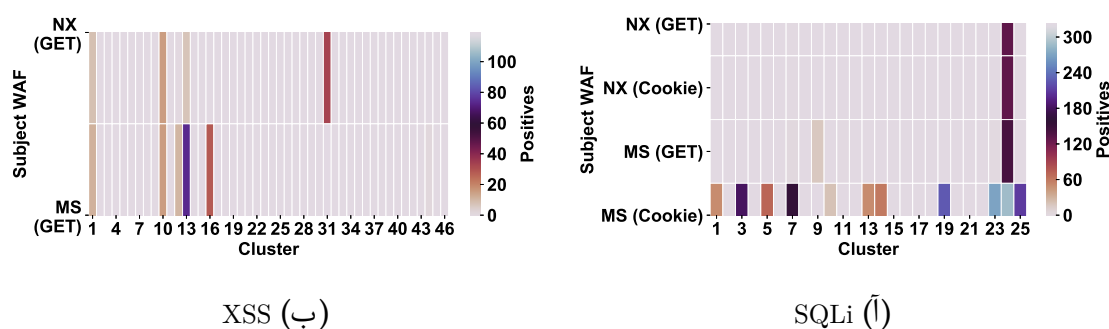 NX
(GET)
MS
(GET)
Subject WAF
1 4 7 10 13 16 19 22 25 28 31 34 37 40 43 46
Cluster
100
80
60
40
20
0
Positives
XSS (ب)
NX (GET)
NX (Cookie)
MS (GET)
MS (Cookie)
Subject WAF
1 3 5 7 9 11 13 15 17 19 21 23 25
Cluster
300
240
180
120
60
0
Positives
SQLi (آ)